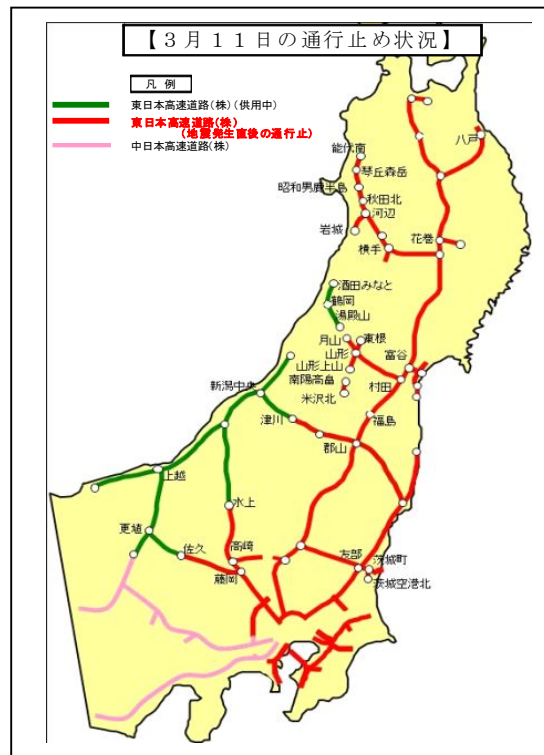 【３月１１日の通行止め状況】
凡 例
東日本高速道路(株)(供用中)
東日本高速道路(株)
(地震発生直後の通行止)
中日本高速道路(株)
八戸
能代南
琴丘森岳
昭和男鹿半島
秋田北
河辺
岩城
横手
花巻
酒田みなと
鶴岡
湯殿山
月山
東根
山形
富谷
山形上山
南陽高畠
村田
米沢北
新潟中央
津川
福島
郡山
上越
水上
更埴
佐久
高崎
友部
茨城町
藤岡
茨城空港北